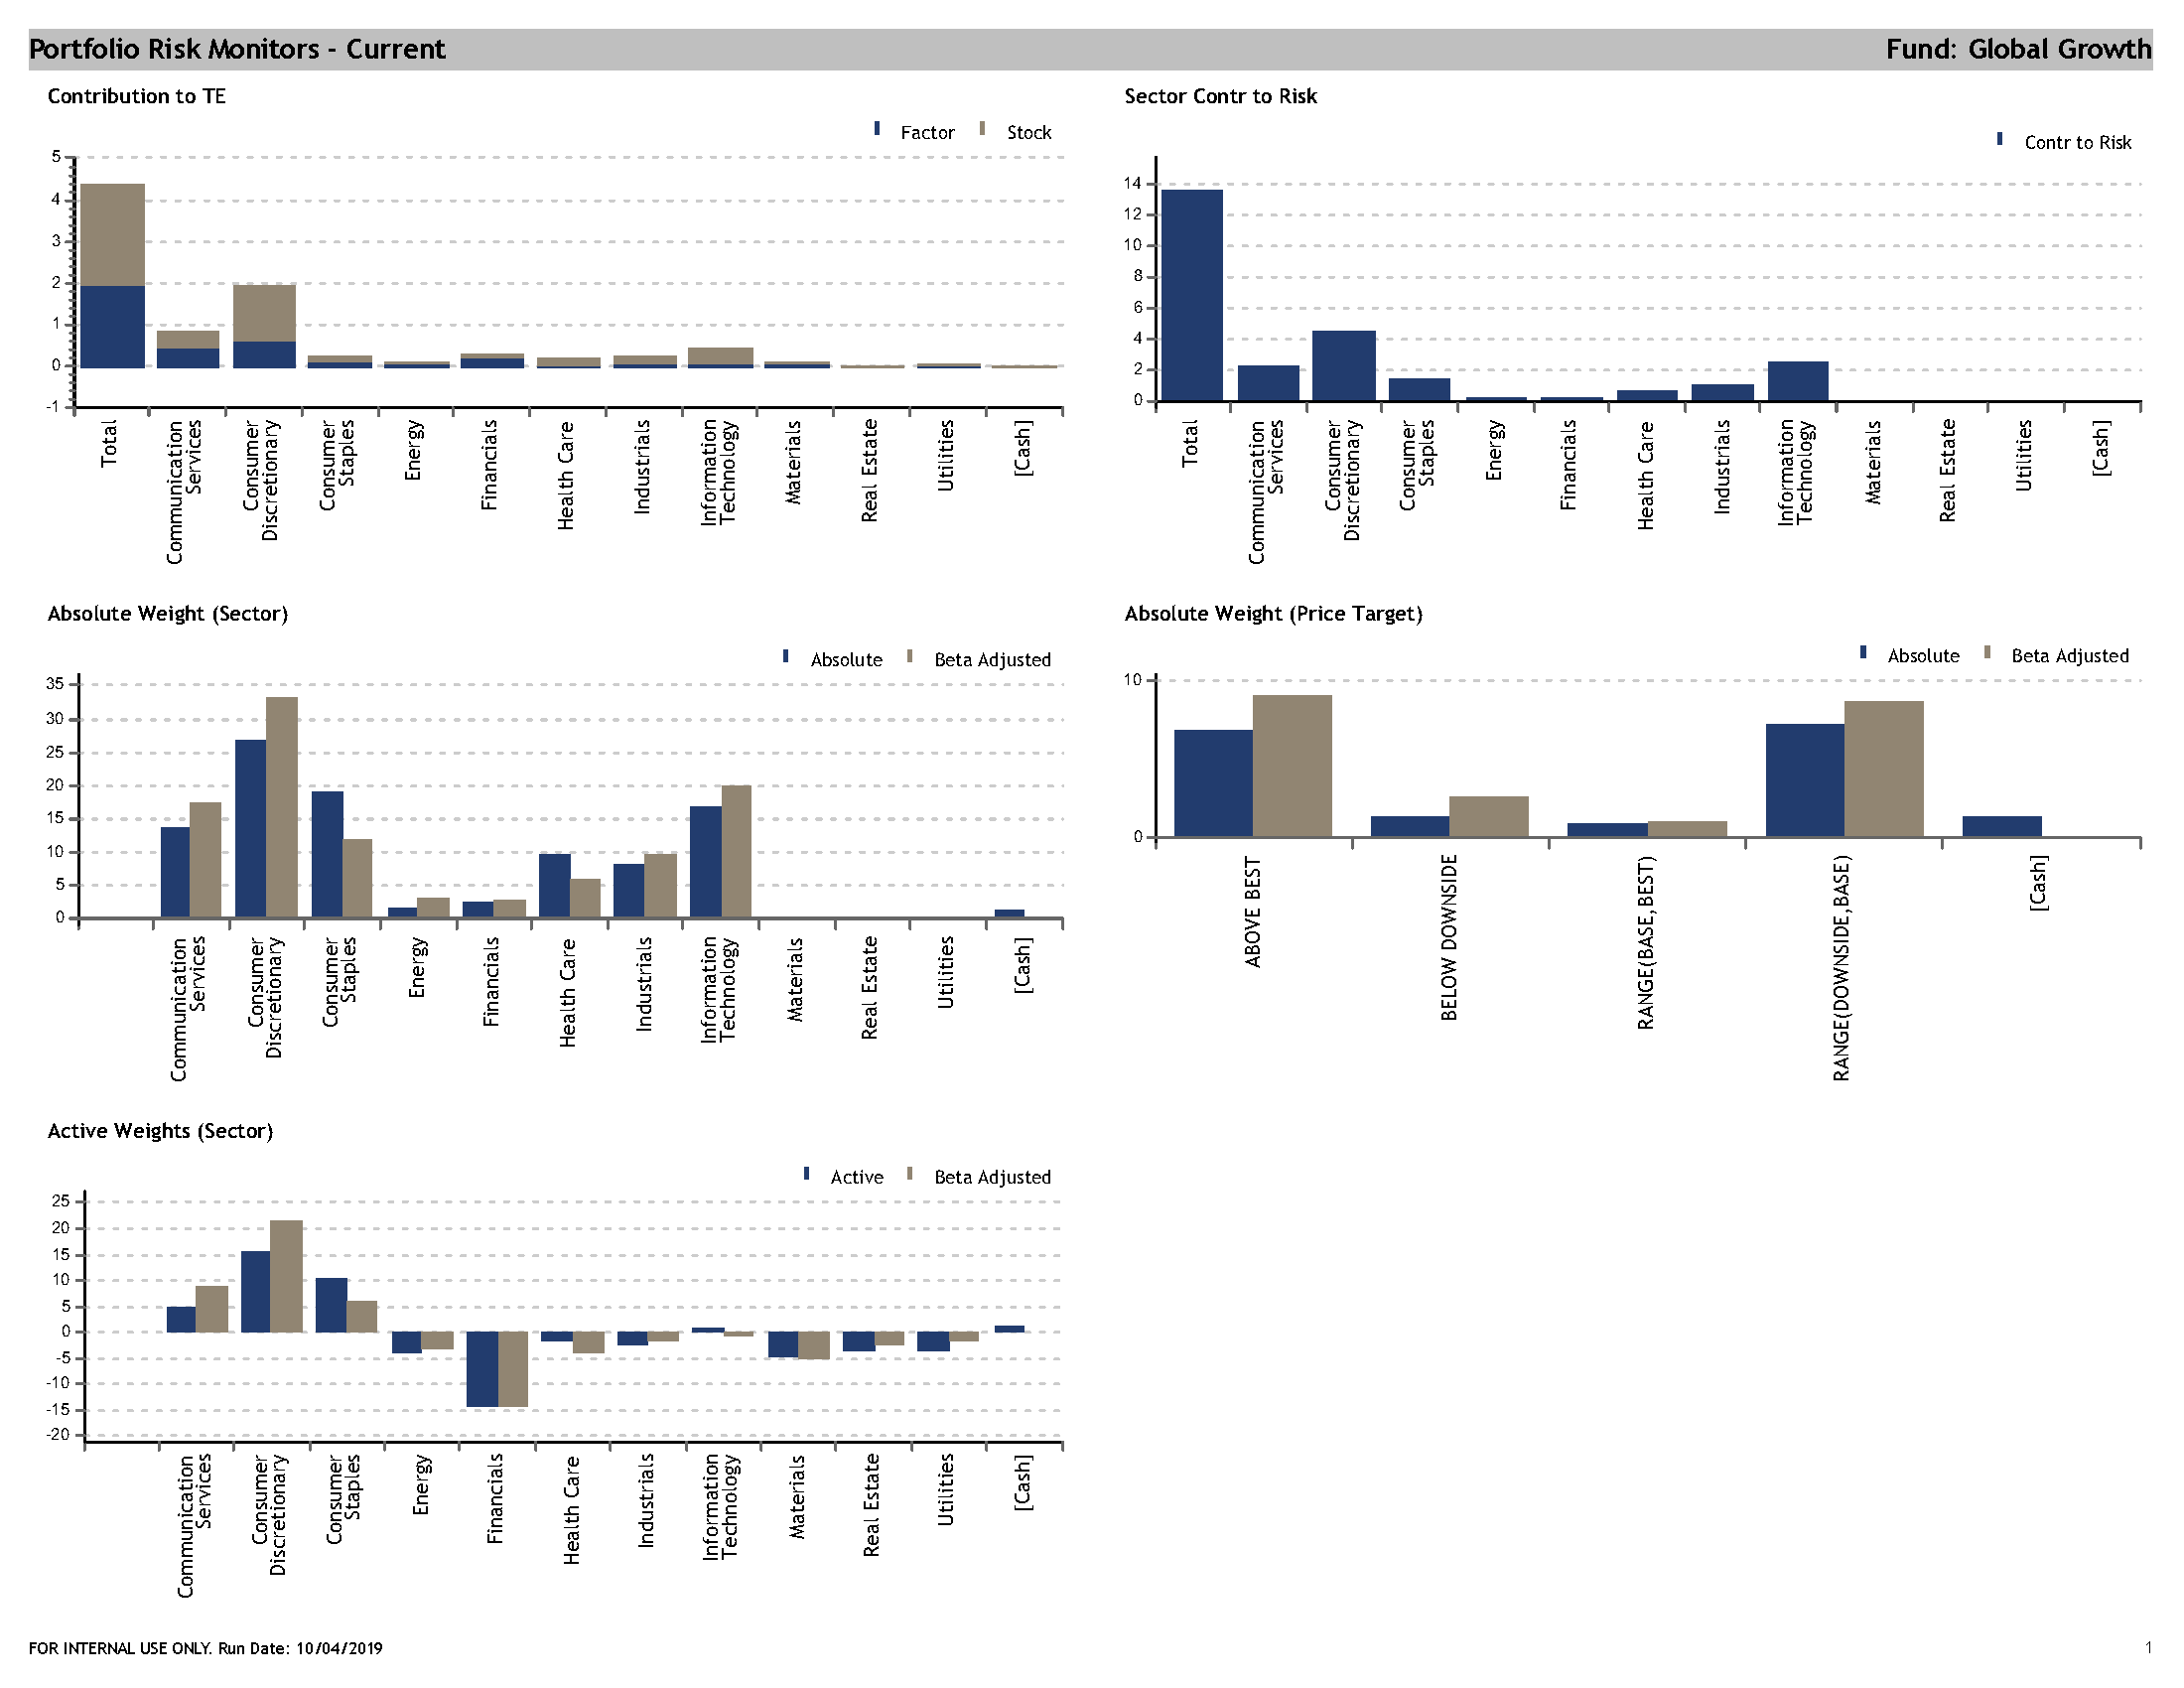 Portfolio Risk Monitors - Current
Fund: Global Growth
Contribution to TE
Factor Stock
5
4
3
2
1
0
-1
Total
Communication
Services
Consumer
Discretionary
Consumer
Staples
Energy
Financials
Health Care
Industrials
Information
Technology
Materials
Real Estate
Utilities
[Cash]
Sector Contr to Risk
Contr to Risk
14
12
10
8
6
4
2
0
Total
Communication
Services
Consumer
Discretionary
Consumer
Staples
Energy
Financials
Health Care
Industrials
Information
Technology
Materials
Real Estate
Utilities
[Cash]
Absolute Weight (Sector)
Absolute Beta Adjusted
35
30
25
20
15
10
5
0
Communication
Services
Consumer
Discretionary
Consumer
Staples
Energy
Financials
Health Care
Industrials
Information
Technology
Materials
Real Estate
Utilities
[Cash]
Absolute Weight (Price Target)
Absolute Beta Adjusted
10
0
ABOVE BEST
BELOW DOWNSIDE
RANGE(BASE,BEST)
RANGE(DOWNSIDE,BASE)
[Cash]
Active Weights (Sector)
Active Beta Adjusted
25
20
15
10
5
0
-5
-10
-15
-20
Communication
Services
Consumer
Discretionary
Consumer
Staples
Energy
Financials
Health Care
Industrials
Information
Technology
Materials
Real Estate
Utilities
[Cash]
FOR INTERNAL USE ONLY. Run Date: 10/04/2019
1